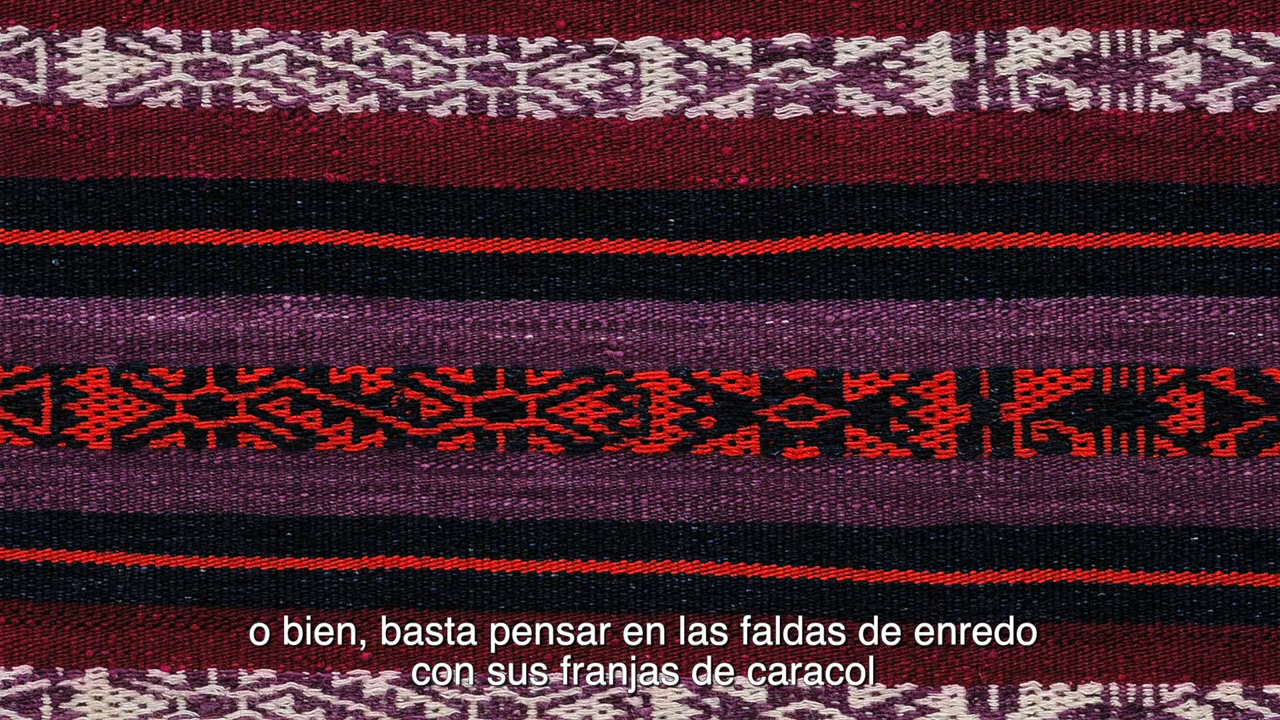 o bien, basta pensar en las faldas de enredo
con sus franjas de caracol